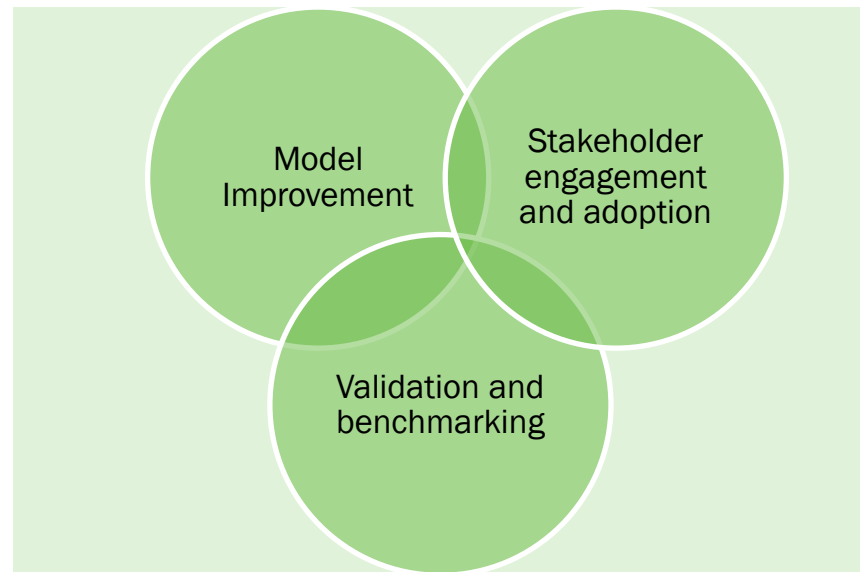 Model
Improvement
Stakeholder
engagement
and adoption
Validation and
benchmarking